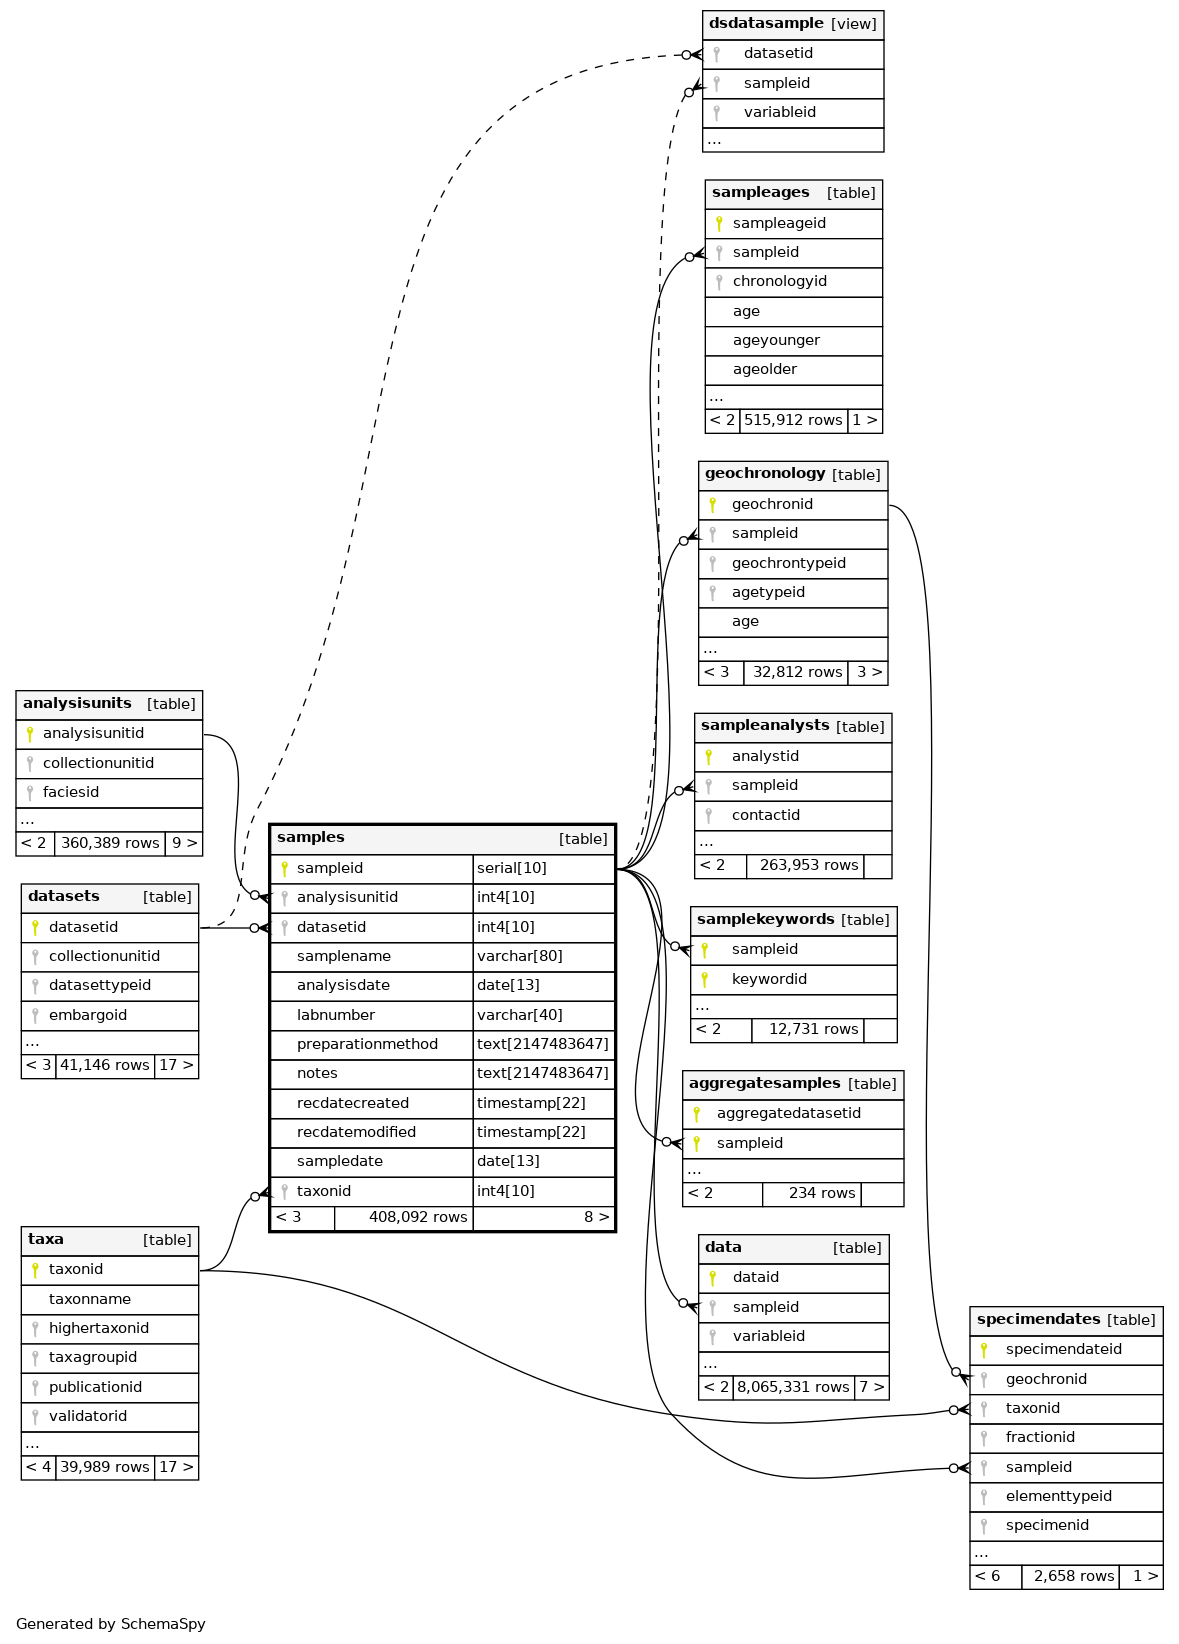 dsdatasample [view]
datasetid
sampleid
variableid
...
sampleages [table]
sampleageid
sampleid
chronologyid
age
ageyounger
ageolder
...
< 2 515,912 rows 1 >
geochronology [table]
geochronid
sampleid
geochrontypeid
agetypeid
age
...
< 3 32,812 rows 3 >
analysisunits [table]
analysisunitid
collectionunitid
faciesid
...
< 2 360,389 rows 9 >
datasets [table]
datasetid
collectionunitid
datasettypeid
embargoid
...
< 3 41,146 rows 17 >
samples [table]
sampleid serial[10]
analysisunitid int4[10]
datasetid int4[10]
samplename varchar[80]
analysisdate date[13]
labnumber varchar[40]
preparationmethod text[2147483647]
notes text[2147483647]
recdatecreated timestamp[22]
recdatemodified timestamp[22]
sampledate date[13]
taxonid int4[10]
< 3 408,092 rows 8 >
sampleanalysts [table]
analystid
sampleid
contactid
...
< 2 263,953 rows
samplekeywords [table]
sampleid
keywordid
...
< 2 12,731 rows
aggregatesamples [table]
aggregatedatasetid
sampleid
...
< 2 234 rows
taxa [table]
taxonid
taxonname
highertaxonid
taxagroupid
publicationid
validatorid
...
< 4 39,989 rows 17 >
data [table]
dataid
sampleid
variableid
...
< 2 8,065,331 rows 7 >
specimendates [table]
specimendateid
geochronid
taxonid
fractionid
sampleid
elementtypeid
specimenid
...
< 6 2,658 rows 1 >
Generated by SchemaSpy